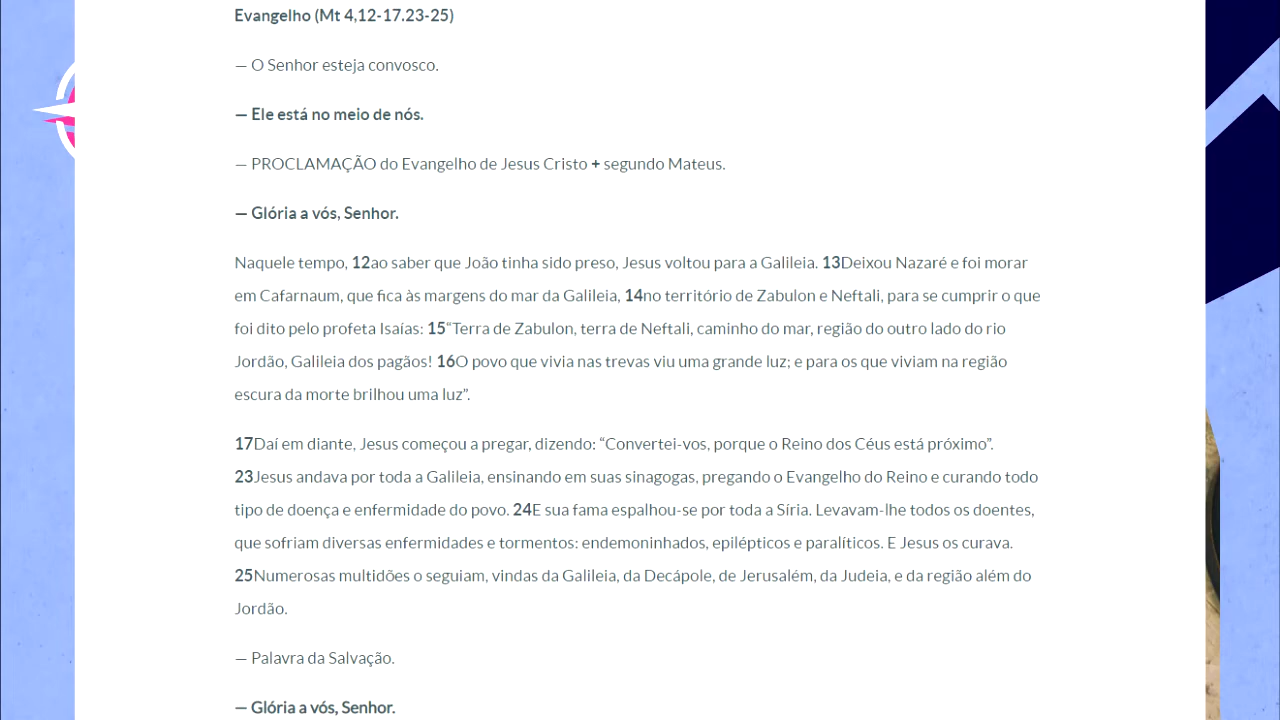 Evangelho (Mt 4,12-17.23-25)
— O Senhor esteja convosco.
— Ele está no meio de nós.
— PROCLAMAÇÃO do Evangelho de Jesus Cristo + segundo Mateus.
— Glória a vós, Senhor.
Naquele tempo, 12ao saber que João tinha sido preso, Jesus voltou para a Galileia. 13Deixou Nazaré e foi morar
em Cafarnaum, que fica às margens do mar da Galileia, 14no território de Zabulon e Neftali, para se cumprir o que
foi dito pelo profeta Isaías: 15“Terra de Zabulon, terra de Neftali, caminho do mar, região do outro lado do rio
Jordão, Galileia dos pagãos! 16O povo que vivia nas trevas viu uma grande luz; e para os que viviam na região
escura da morte brilhou uma luz”.
17Daí em diante, Jesus começou a pregar, dizendo: “Convertei-vos, porque o Reino dos Céus está próximo”.
23Jesus andava por toda a Galileia, ensinando em suas sinagogas, pregando o Evangelho do Reino e curando todo
tipo de doença e enfermidade do povo. 24E sua fama espalhou-se por toda a Síria. Levavam-lhe todos os doentes,
que sofriam diversas enfermidades e tormentos: endemoninhados, epilépticos e paralíticos. E Jesus os curava.
25Numerosas multidões o seguiam, vindas da Galileia, da Decápole, de Jerusalém, da Judeia, e da região além do
Jordão.
— Palavra da Salvação.
— Glória a vós, Senhor.